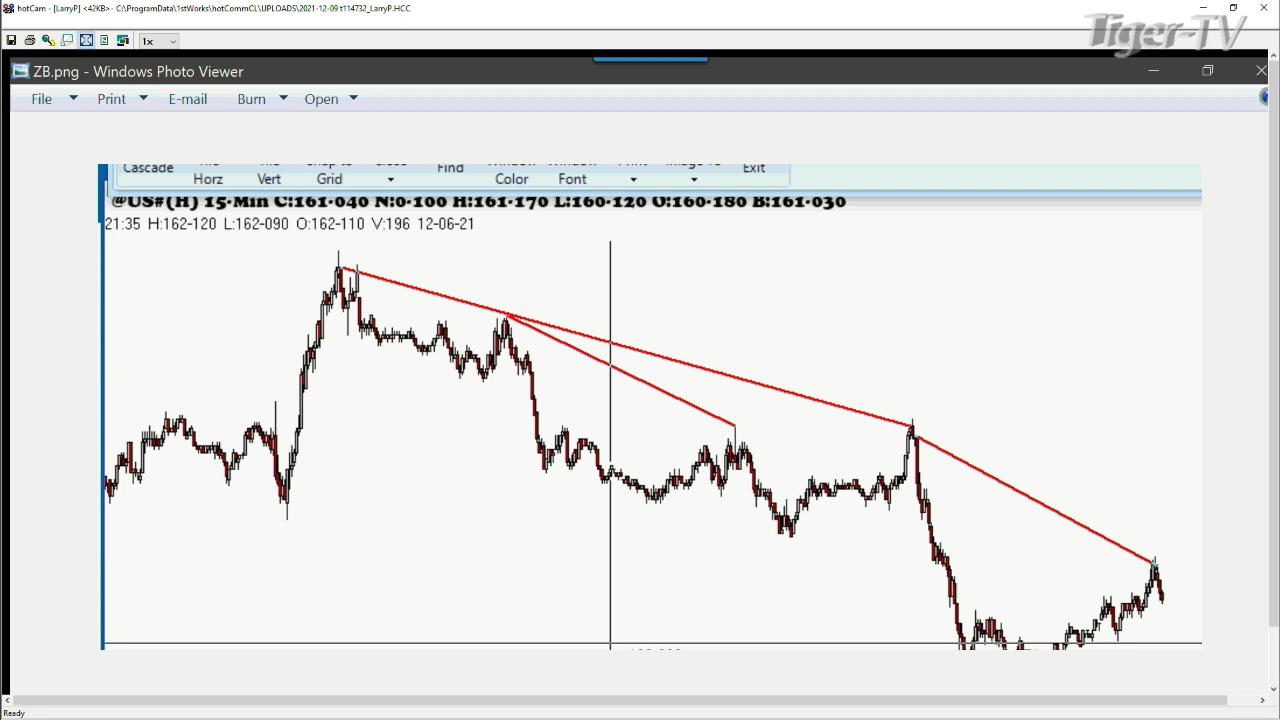 hotCam - [LarryP] <42KB>- C:\ProgramData\1stWorks\hotCommCL\UPLOADS\2021-12-09 t114732_LarryP.HCC
Tiger-TV
1x
ZB.png - Windows Photo Viewer
File Print E-mail Burn Open
Cascade Find Exit
Horz Vert Grid Color Font
@US#(H) 15-Min C:161-040 N:0-100 H:161-170 L:160-120 O:160-180 B:161-030
21:35 H:162-120 L:162-090 O:162-110 V:196 12-06-21
Ready